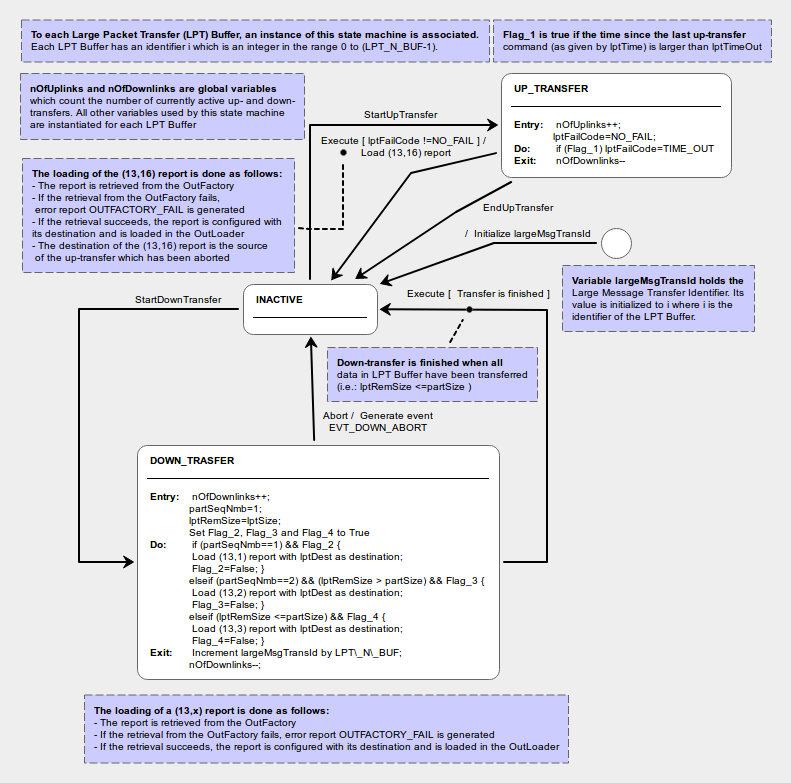 To each Large Packet Transfer (LPT) Buffer, an instance of this state machine is associated.
Each LPT Buffer has an identifier i which is an integer in the range 0 to (LPT_N_BUF-1).
Flag_1 is true if the time since the last up-transfer
command (as given by lptTime) is larger than lptTimeOut
nOfUplinks and nOfDownlinks are global variables
which count the number of currently active up- and down-
transfers. All other variables used by this state machine
are instantiated for each LPT Buffer
UP_TRANSFER
Entry: nOfUplinks++;
lptFailCode=NO_FAIL;
Do: if (Flag_1) lptFailCode=TIME_OUT
Exit: nOfDownlinks--
StartUpTransfer
Execute [ lptFailCode !=NO_FAIL ] /
Load (13,16) report
The loading of the (13,16) report is done as follows:
- The report is retrieved from the OutFactory
- If the retrieval from the OutFactory fails,
error report OUTFACTORY_FAIL is generated
- If the retrieval succeeds, the report is configured with
its destination and is loaded in the OutLoader
- The destination of the (13,16) report is the source
of the up-transfer which has been aborted
EndUpTransfer
/ Initialize largeMsgTransId
Variable largeMsgTransId holds the
Large Message Transfer Identifier. Its
value is initialized to i where i is the
identifier of the LPT Buffer.
StartDownTransfer
INACTIVE
Execute [ Transfer is finished ]
Down-transfer is finished when all
data in LPT Buffer have been transferred
(i.e.: lptRemSize <=partSize )
Abort / Generate event
EVT_DOWN_ABORT
DOWN_TRASFER
Entry: nOfDownlinks++;
partSeqNmb=1;
lptRemSize=lptSize;
Set Flag_2, Flag_3 and Flag_4 to True
Do: if (partSeqNmb==1) && Flag_2 {
Load (13,1) report with lptDest as destination;
Flag_2=False; }
elseif (partSeqNmb==2) && (lptRemSize > partSize) && Flag_3 {
Load (13,2) report with lptDest as destination;
Flag_3=False; }
elseif (lptRemSize <=partSize) && Flag_4 {
Load (13,3) report with lptDest as destination;
Flag_4=False; }
Exit: Increment largeMsgTransId by LPT\_N\_BUF;
nOfDownlinks--;
The loading of a (13,x) report is done as follows:
- The report is retrieved from the OutFactory
- If the retrieval from the OutFactory fails, error report OUTFACTORY_FAIL is generated
- If the retrieval succeeds, the report is configured with its destination and is loaded in the OutLoader